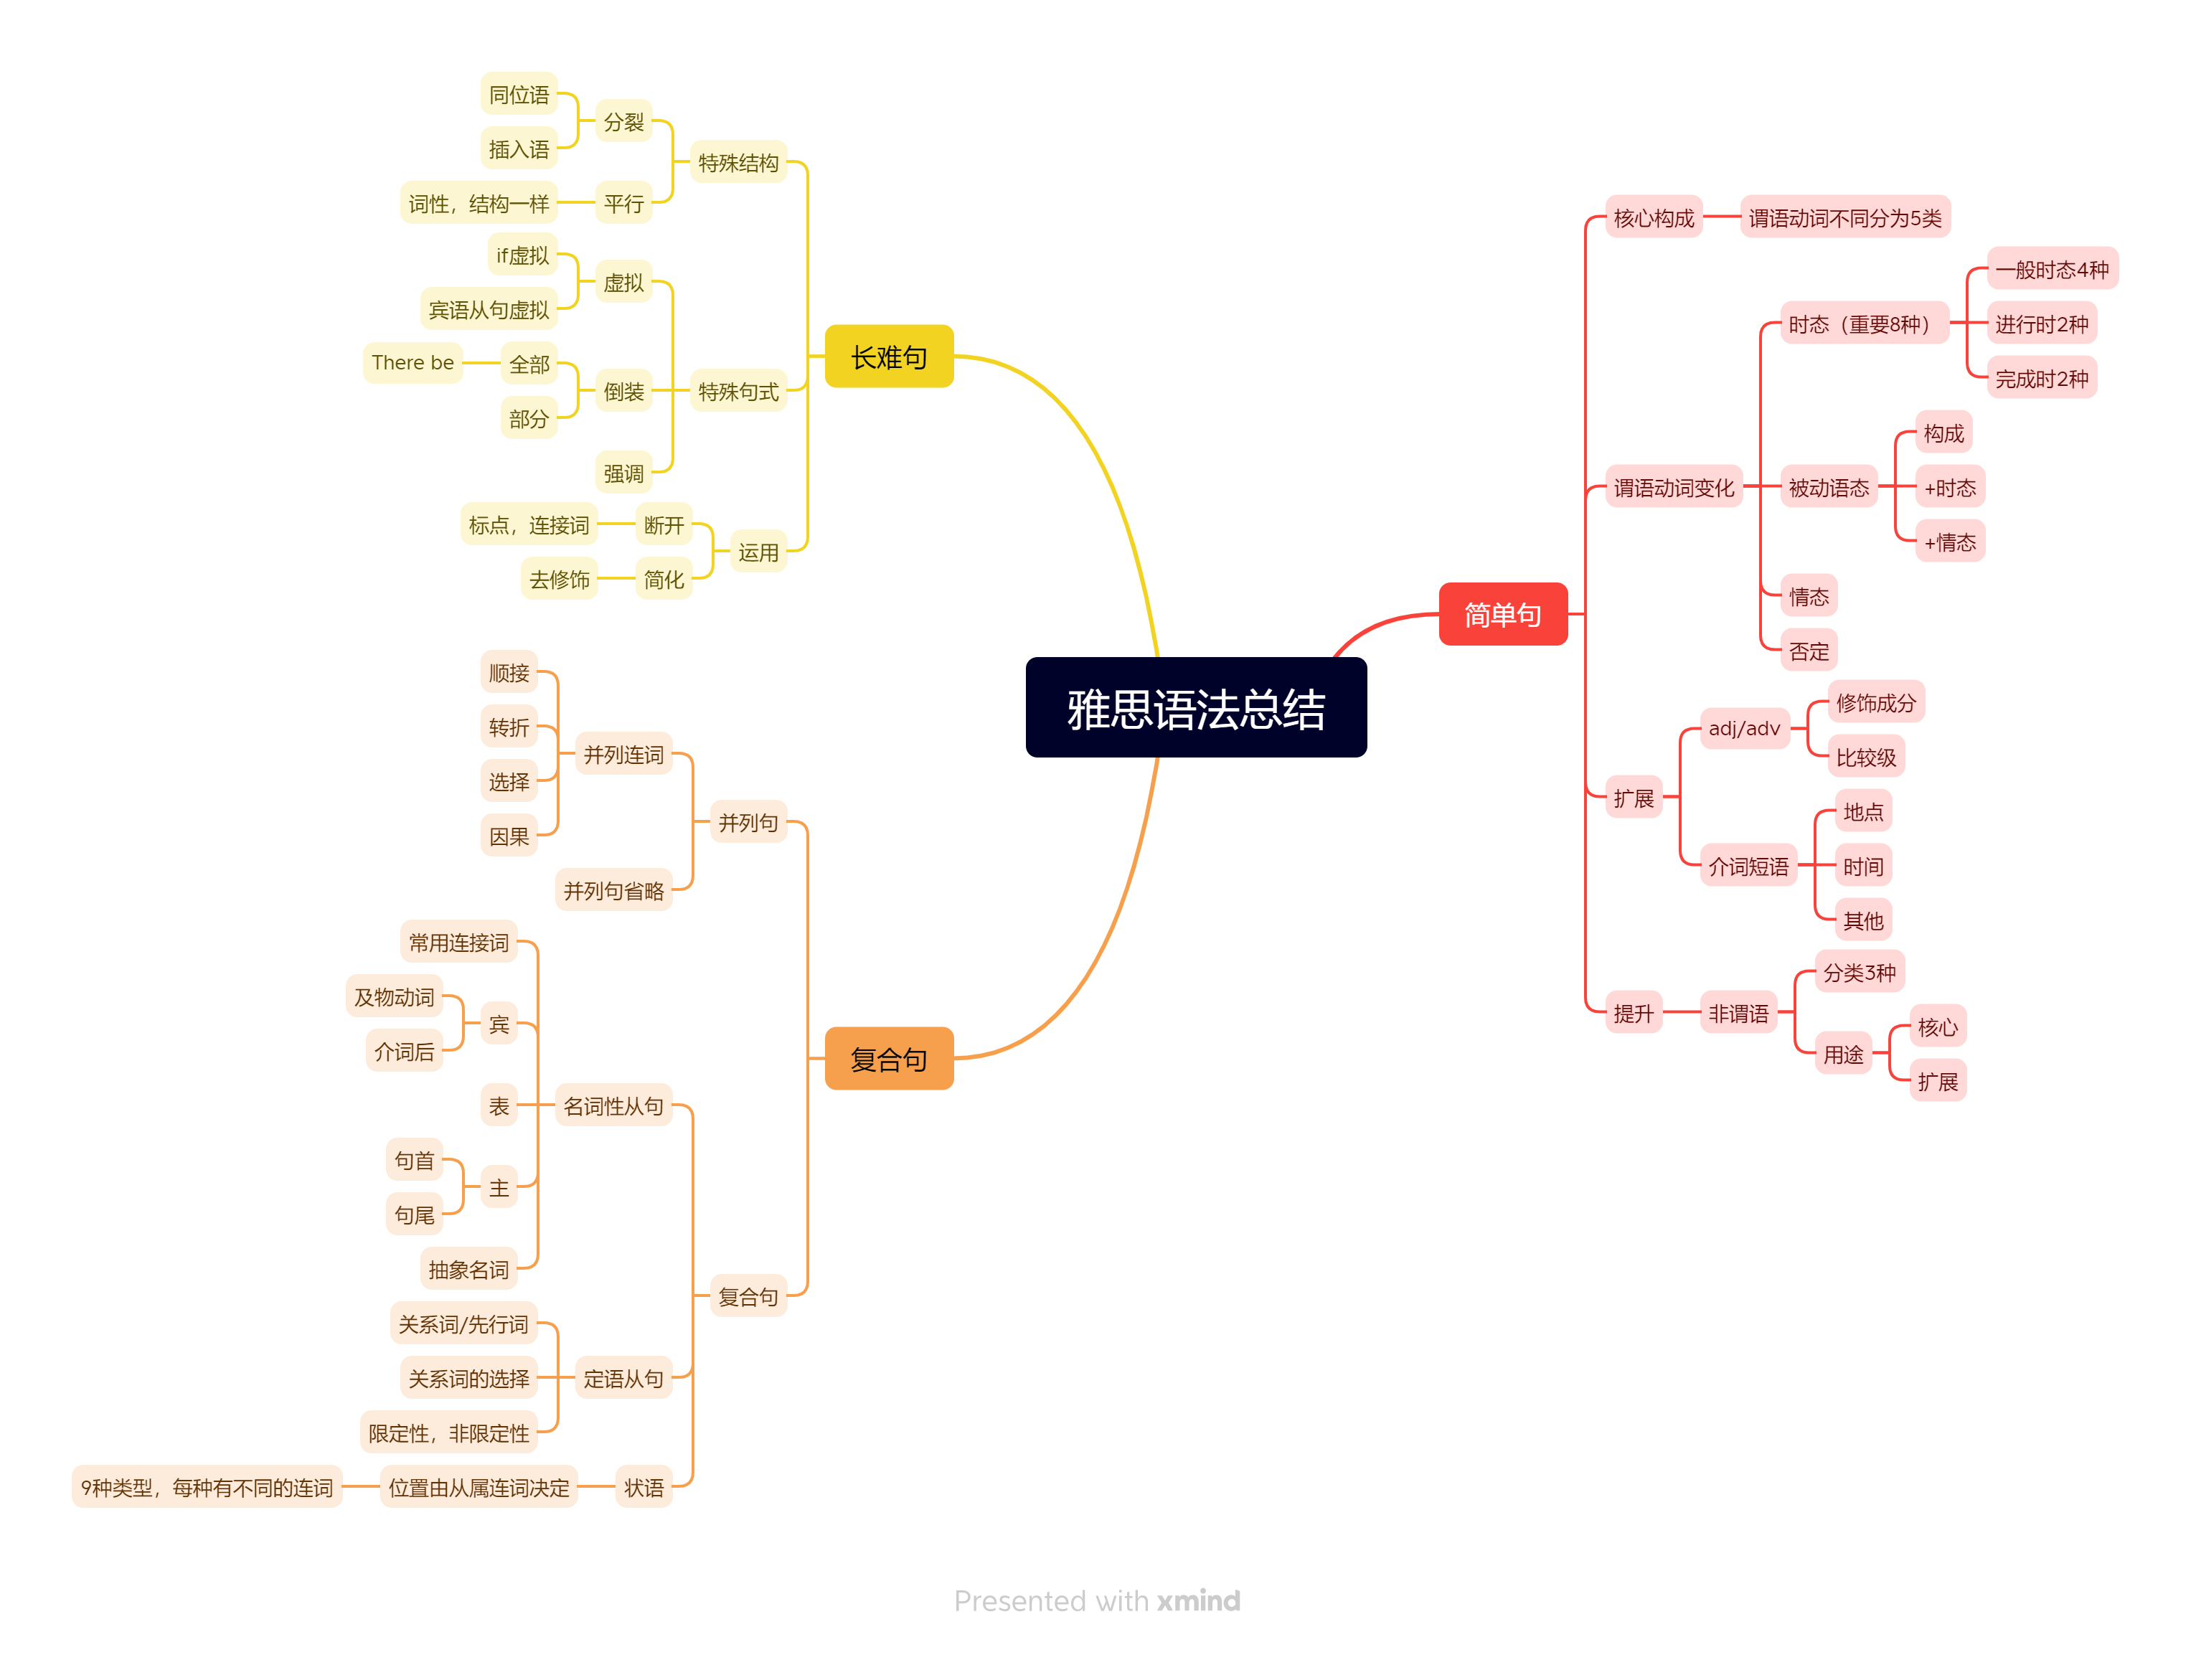 雅思语法总结
简单句
核心构成
谓语动词不同分为5类
谓语动词变化
时态（重要8种）
一般时态4种
进行时2种
完成时2种
被动语态
构成
+时态
+情态
情态
否定
扩展
adj/adv
修饰成分
比较级
介词短语
地点
时间
其他
提升
非谓语
分类3种
用途
核心
扩展
复合句
并列句
并列连词
顺接
转折
选择
因果
并列句省略
复合句
名词性从句
常用连接词
宾
及物动词
介词后
表
主
句首
句尾
抽象名词
定语从句
关系词/先行词
关系词的选择
限定性，非限定性
状语
位置由从属连词决定
9种类型，每种有不同的连词
长难句
特殊结构
分裂
同位语
插入语
平行
词性，结构一样
特殊句式
虚拟
if虚拟
宾语从句虚拟
倒装
全部
There be
部分
强调
运用
断开
标点，连接词
简化
去修饰
Presented with xmind